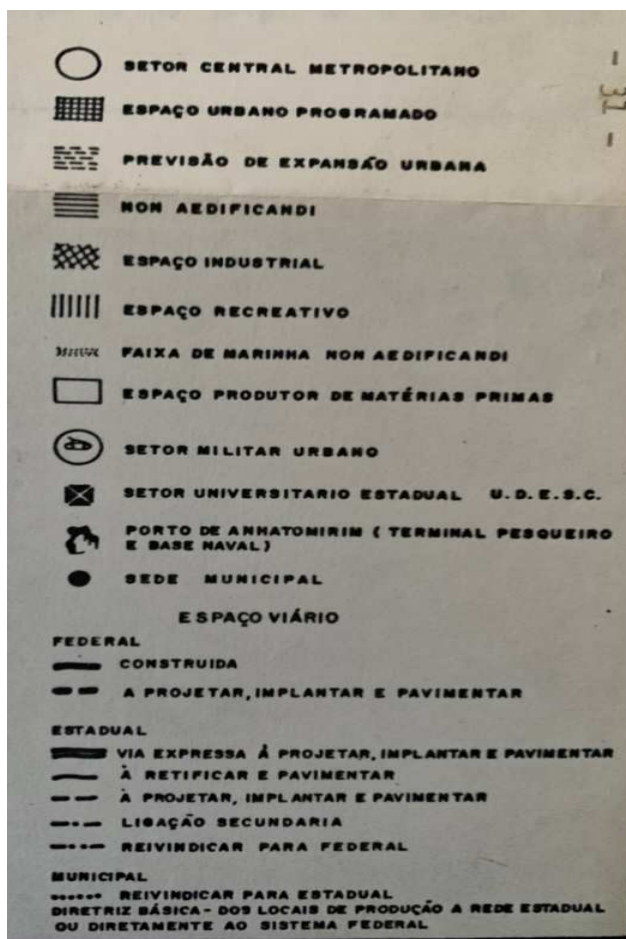 - 31 -
SETOR CENTRAL METROPOLITANO
ESPAÇO URBANO PROGRAMADO
PREVISÃO DE EXPANSÃO URBANA
NON AEDIFICANDI
ESPAÇO INDUSTRIAL
ESPAÇO RECREATIVO
FAIXA DE MARINHA NON AEDIFICANDI
ESPAÇO PRODUTOR DE MATÉRIAS PRIMAS
SETOR MILITAR URBANO
SETOR UNIVERSITARIO ESTADUAL U.D.E.S.C.
PORTO DE ANHATOMIRIM ( TERMINAL PESQUEIRO
E BASE NAVAL)
SEDE MUNICIPAL
ESPAÇO VIÁRIO
FEDERAL
CONSTRUIDA
A PROJETAR, IMPLANTAR E PAVIMENTAR
ESTADUAL
VIA EXPRESSA À PROJETAR, IMPLANTAR E PAVIMENTAR
À RETIFICAR E PAVIMENTAR
À PROJETAR, IMPLANTAR E PAVIMENTAR
LIGAÇÃO SECUNDARIA
REIVINDICAR PARA FEDERAL
MUNICIPAL
REIVINDICAR PARA ESTADUAL
DIRETRIZ BÁSICA - DOS LOCAIS DE PRODUÇÃO A REDE ESTADUAL
OU DIRETAMENTE AO SISTEMA FEDERAL